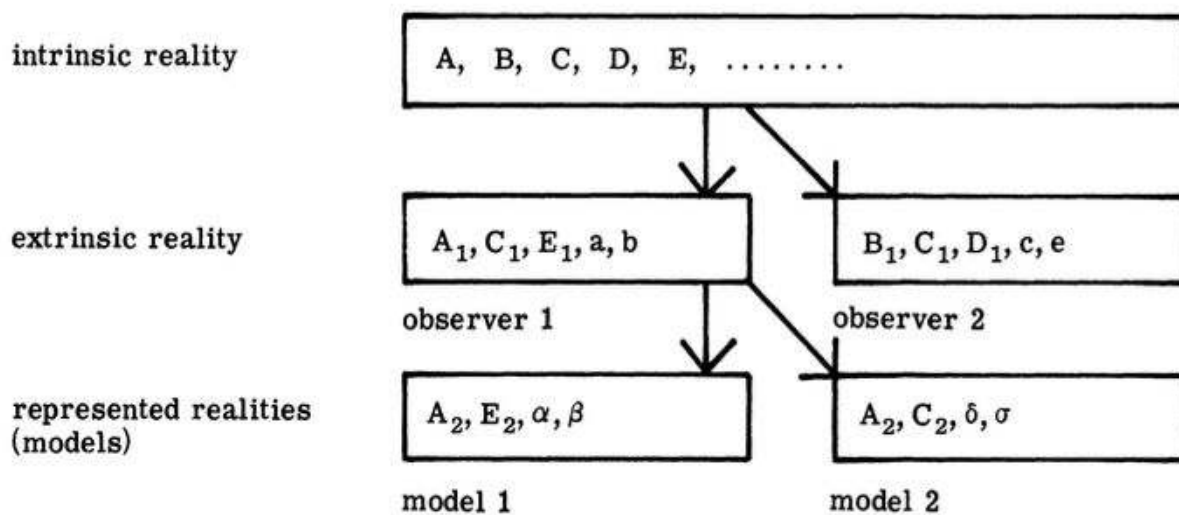 intrinsic reality
A, B, C, D, E, ........
extrinsic reality
A₁, C₁, E₁, a, b
B₁, C₁, D₁, c, e
observer 1
observer 2
represented realities
(models)
A₂, E₂, α, β
A₂, C₂, δ, σ
model 1
model 2